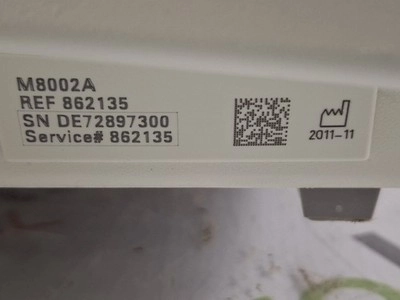 M8002A
REF 862135
SN DE72897300
Service# 862135
2011-11